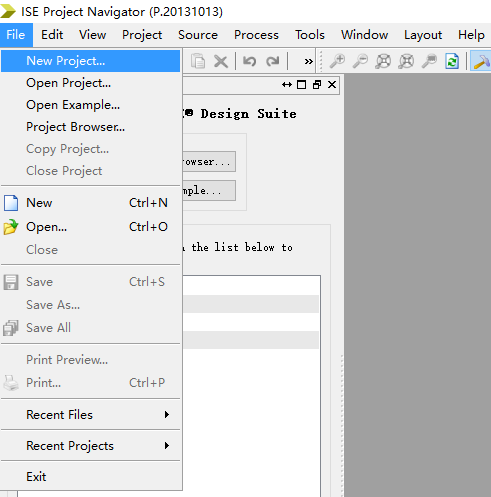 ISE Project Navigator (P.20131013)
File Edit View Project Source Process Tools Window Layout Help
New Project...
Open Project...
Open Example...
Project Browser...
Copy Project...
Close Project
New Ctrl+N
Open... Ctrl+O
Close
Save Ctrl+S
Save As...
Save All
Print Preview...
Print... Ctrl+P
Recent Files
Recent Projects
Exit
»
® Design Suite
rowser...
mple...
the list below to